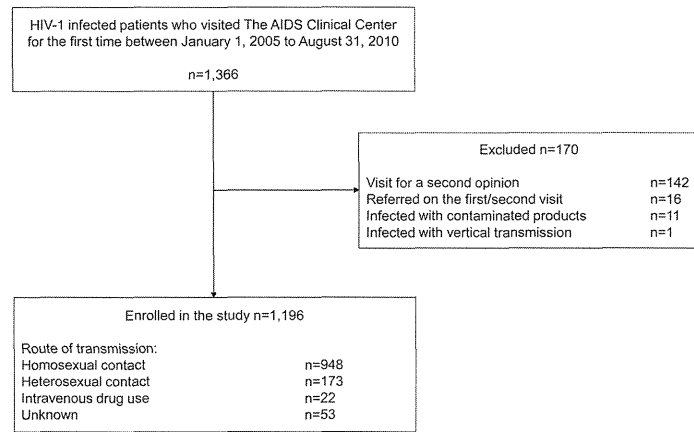 HIV-1 infected patients who visited The AIDS Clinical Center
for the first time between January 1, 2005 to August 31, 2010
n=1,366
Excluded n=170
Visit for a second opinion n=142
Referred on the first/second visit n=16
Infected with contaminated products n=11
Infected with vertical transmission n=1
Enrolled in the study n=1,196
Route of transmission:
Homosexual contact n=948
Heterosexual contact n=173
Intravenous drug use n=22
Unknown n=53